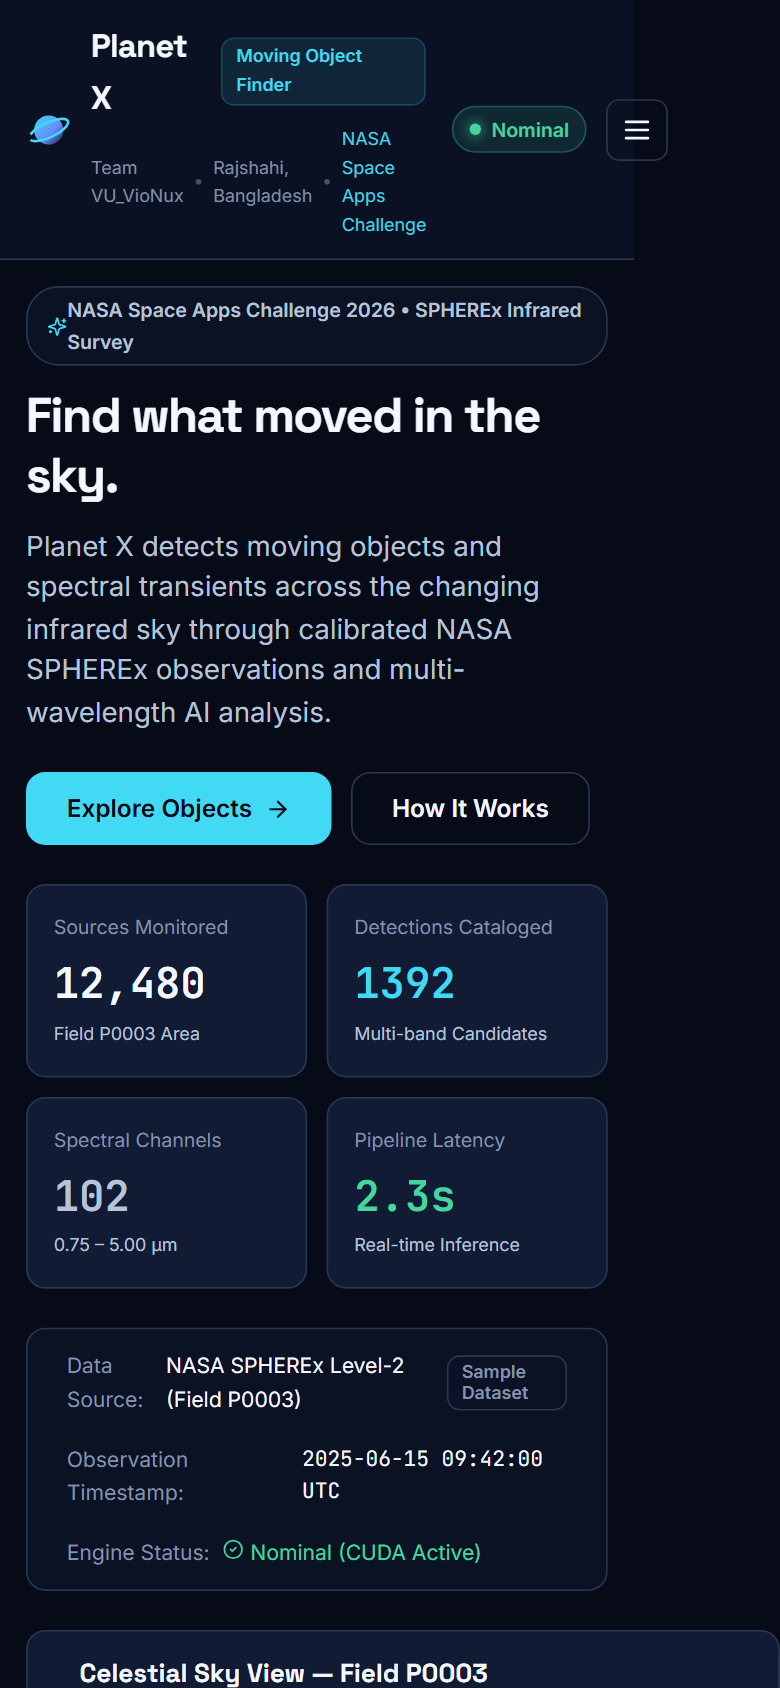 Planet
X
Moving Object
Finder
Team
VU_VioNux
•
Rajshahi,
Bangladesh
•
NASA
Space
Apps
Challenge
Nominal
NASA Space Apps Challenge 2026 • SPHEREx Infrared
Survey
Find what moved in the
sky.
Planet X detects moving objects and
spectral transients across the changing
infrared sky through calibrated NASA
SPHEREx observations and multi-
wavelength AI analysis.
Explore Objects →
How It Works
Sources Monitored
12,480
Field P0003 Area
Detections Cataloged
1392
Multi-band Candidates
Spectral Channels
102
0.75 – 5.00 μm
Pipeline Latency
2.3s
Real-time Inference
Data
Source:
NASA SPHEREx Level-2
(Field P0003)
Sample
Dataset
Observation
Timestamp:
2025-06-15 09:42:00
UTC
Engine Status: Nominal (CUDA Active)
Celestial Sky View — Field P0003